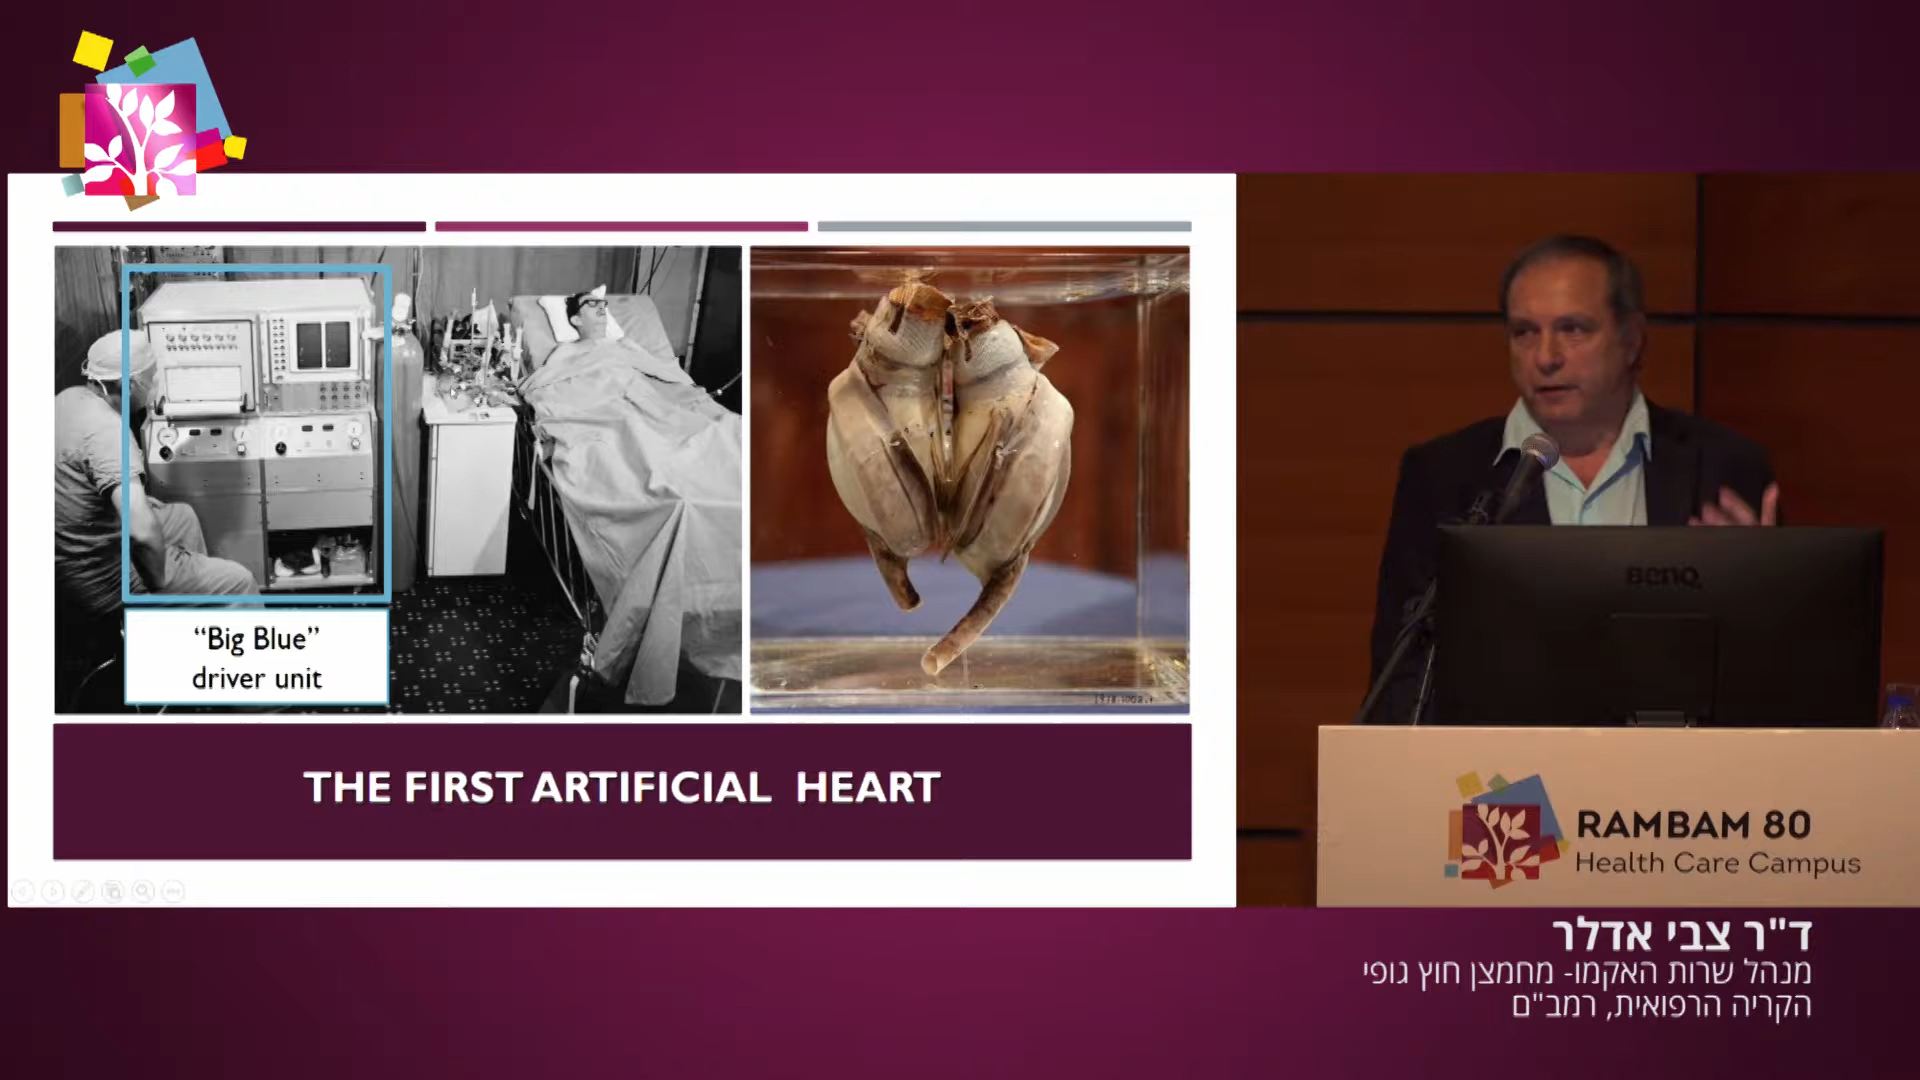 “Big Blue”
driver unit
THE FIRST ARTIFICIAL HEART
BenQ
RAMBAM 80
Health Care Campus
ד"ר צבי אדלר
מנהל שרות האקמו- מחמצן חוץ גופי
הקריה הרפואית, רמב"ם